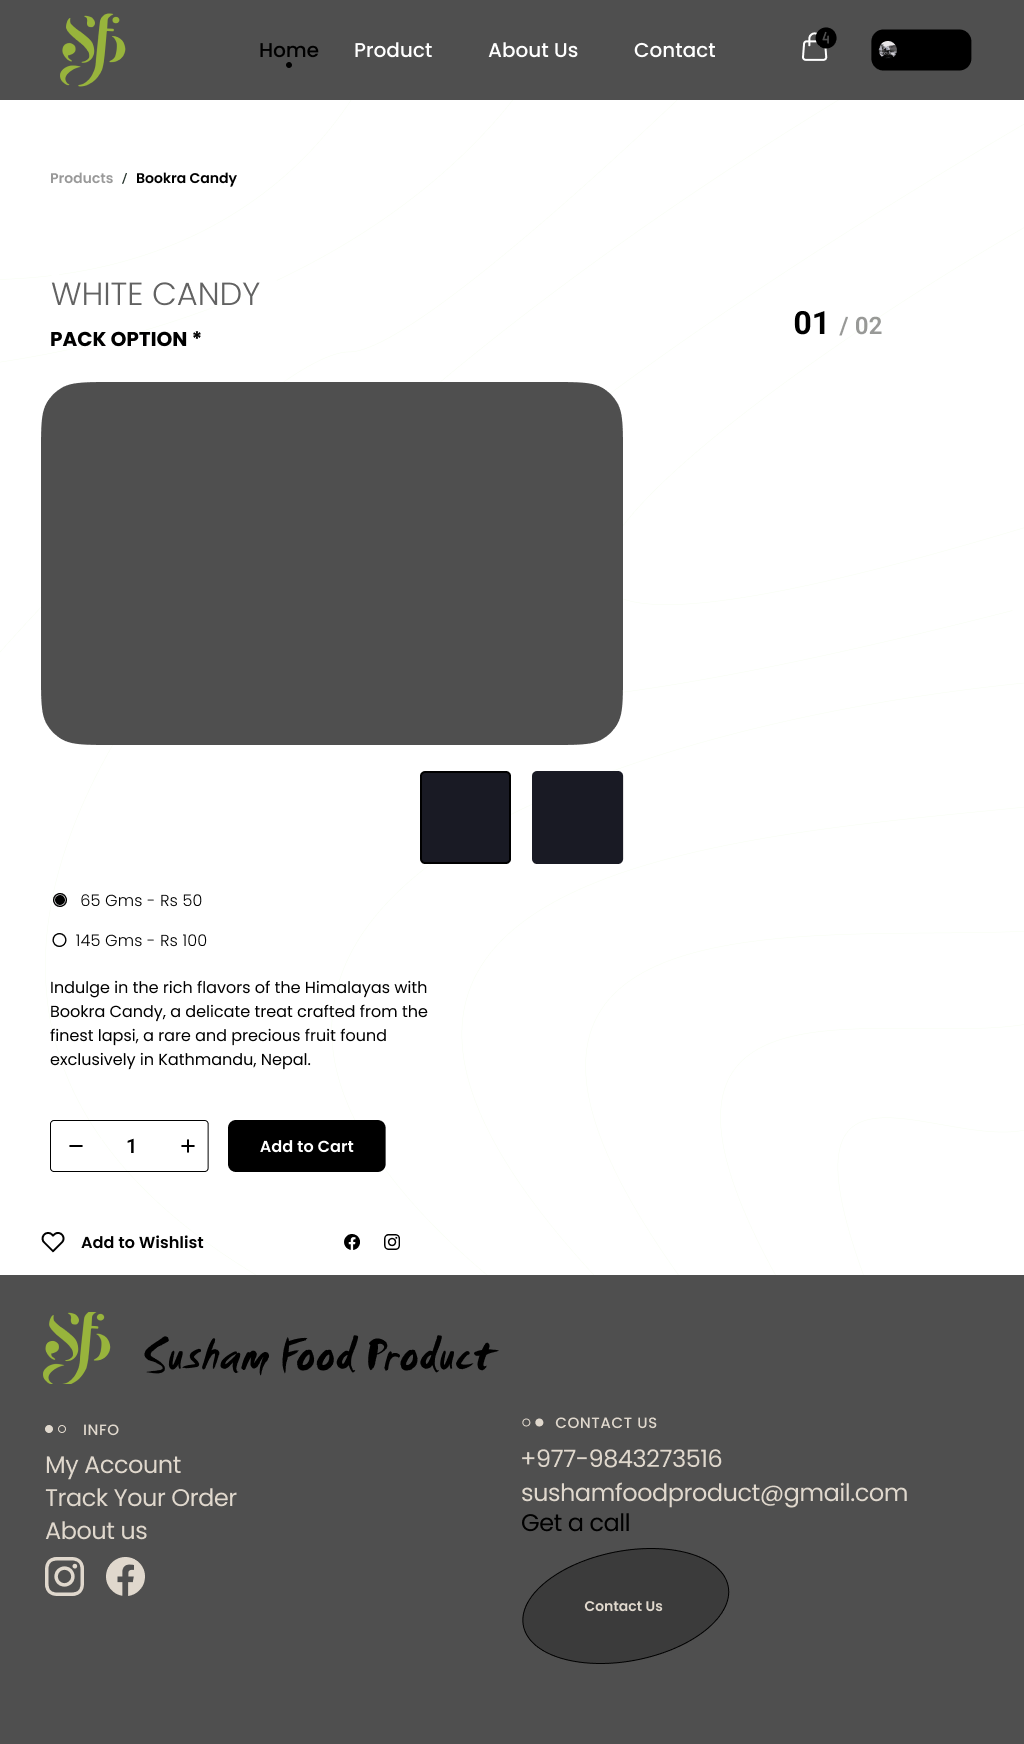 Home Product About Us Contact 4
Products / Bookra Candy
WHITE CANDY
PACK OPTION *
01 / 02
65 Gms - Rs 50
145 Gms - Rs 100
Indulge in the rich flavors of the Himalayas with
Bookra Candy, a delicate treat crafted from the
finest lapsi, a rare and precious fruit found
exclusively in Kathmandu, Nepal.
1
Add to Cart
Add to Wishlist
Susham Food Product
INFO
My Account
Track Your Order
About us
CONTACT US
+977-9843273516
sushamfoodproduct@gmail.com
Get a call
Contact Us